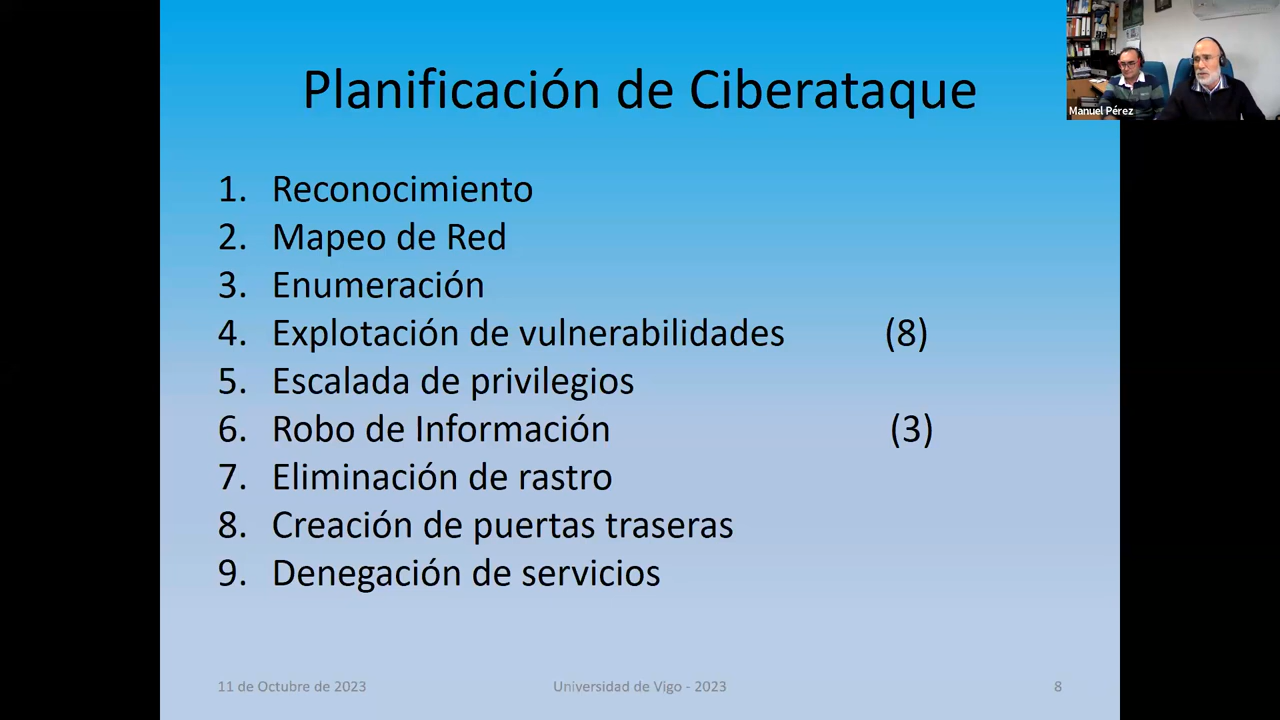 Planificación de Ciberataque
Manuel Pérez
1. Reconocimiento
2. Mapeo de Red
3. Enumeración
4. Explotación de vulnerabilidades (8)
5. Escalada de privilegios
6. Robo de Información (3)
7. Eliminación de rastro
8. Creación de puertas traseras
9. Denegación de servicios
11 de Octubre de 2023 Universidad de Vigo - 2023 8